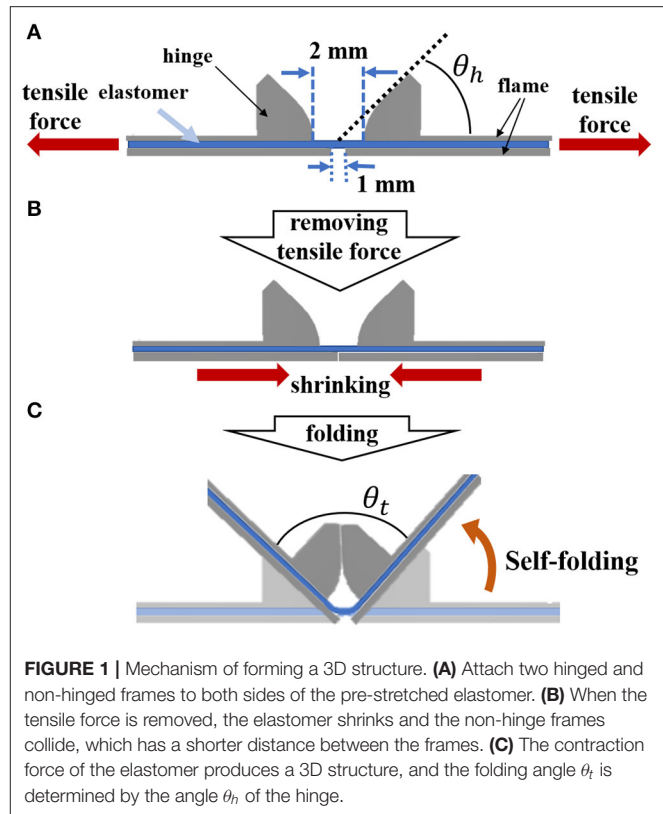 A
2 mm
hinge
θh
flame
tensile
force
elastomer
tensile
force
1 mm
B
removing
tensile force
shrinking
C
folding
θt
Self-folding
FIGURE 1 | Mechanism of forming a 3D structure. (A) Attach two hinged and
non-hinged frames to both sides of the pre-stretched elastomer. (B) When the
tensile force is removed, the elastomer shrinks and the non-hinge frames
collide, which has a shorter distance between the frames. (C) The contraction
force of the elastomer produces a 3D structure, and the folding angle θt is
determined by the angle θh of the hinge.